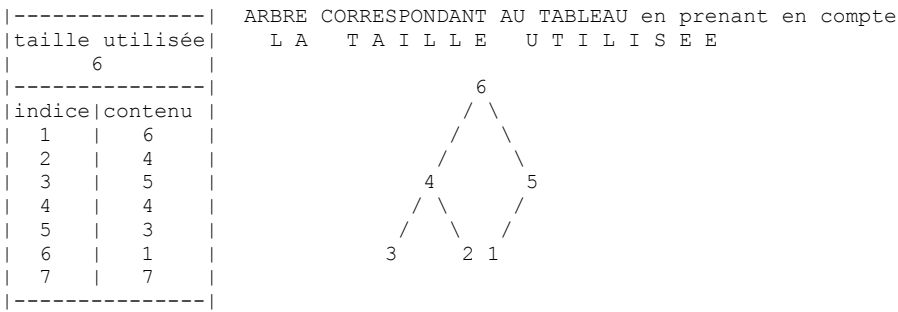 |---------------|   ARBRE CORRESPONDANT AU TABLEAU en prenant en compte
|taille utilisée|     L A   T A I L L E   U T I L I S E E
|       6       |
|---------------|                     6
|indice|contenu |                    / \
|  1   |   6    |                   /   \
|  2   |   4    |                  /     \
|  3   |   5    |                 4       5
|  4   |   4    |                / \     /
|  5   |   3    |               /   \   /
|  6   |   1    |              3     2 1
|  7   |   7    |
|---------------|